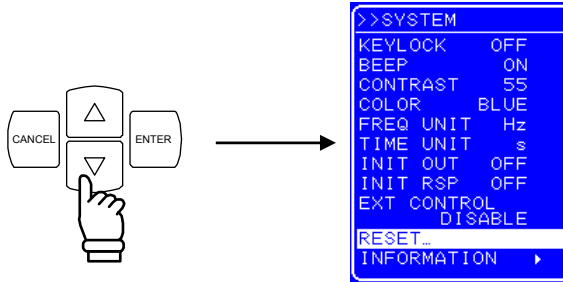 CANCEL
ENTER
>>SYSTEM
KEYLOCK OFF
BEEP ON
CONTRAST 55
COLOR BLUE
FREQ UNIT Hz
TIME UNIT s
INIT OUT OFF
INIT RSP OFF
EXT CONTROL
DISABLE
RESET…
INFORMATION